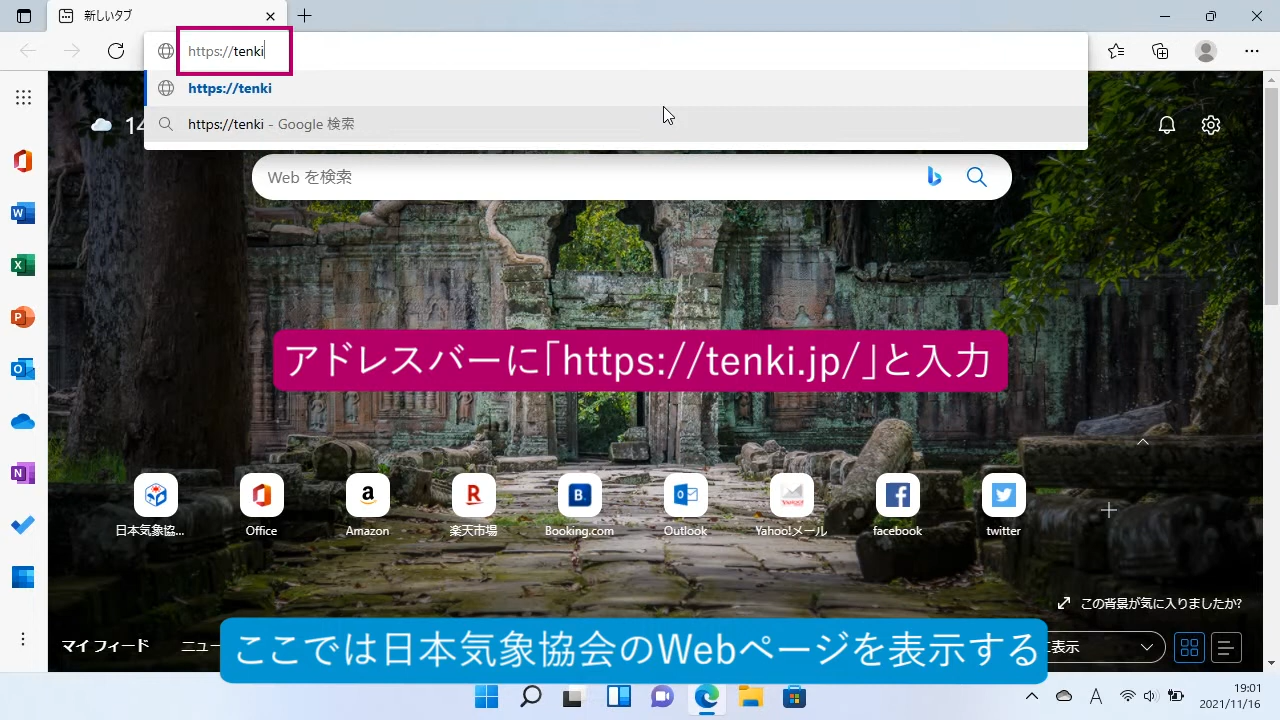 新しいタブ
https://tenki
https://tenki
https://tenki - Google 検索
14
Web を検索
アドレスバーに「https://tenki.jp/」と入力
日本気象協...
Office
Amazon
楽天市場
Booking.com
Outlook
Yahoo!メール
facebook
twitter
この背景が気に入りましたか?
マイ フィード
ニュー
表示
ここでは日本気象協会のWebページを表示する
A
19:01
2021/11/16